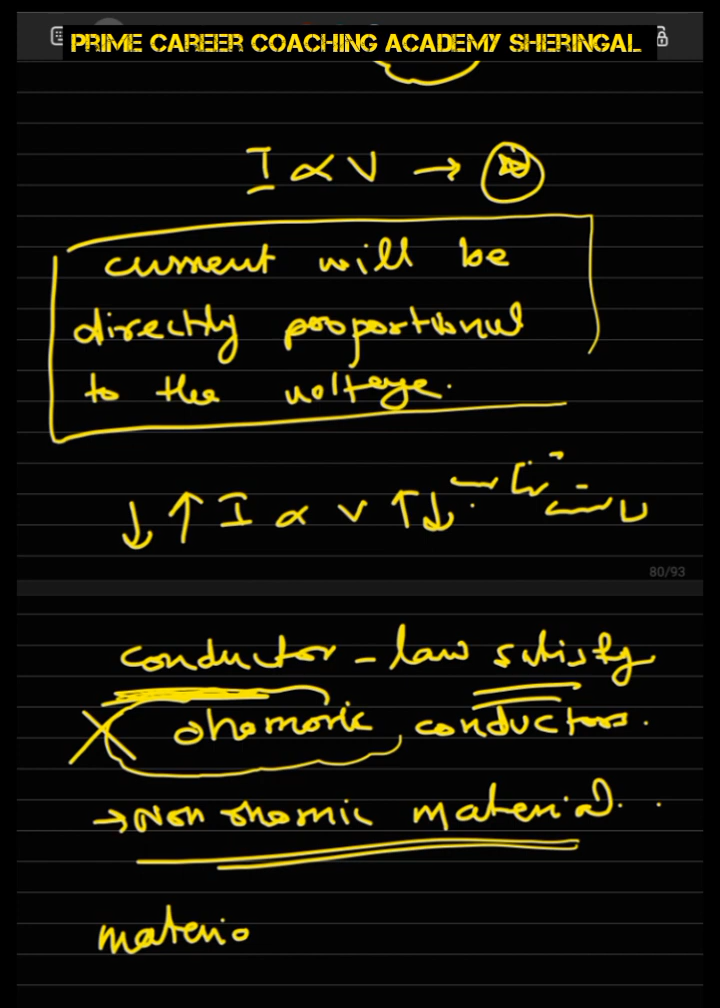 PRIME CAREER COACHING ACADEMY SHERINGAL
I ∝ V →
current will be
directly proportional
to the voltage.
↓ ↑ I ∝ V ↑ ↓
80/93
conductor - law satisfy
ohomoric conductors.
→ Non ohomic material.
materia